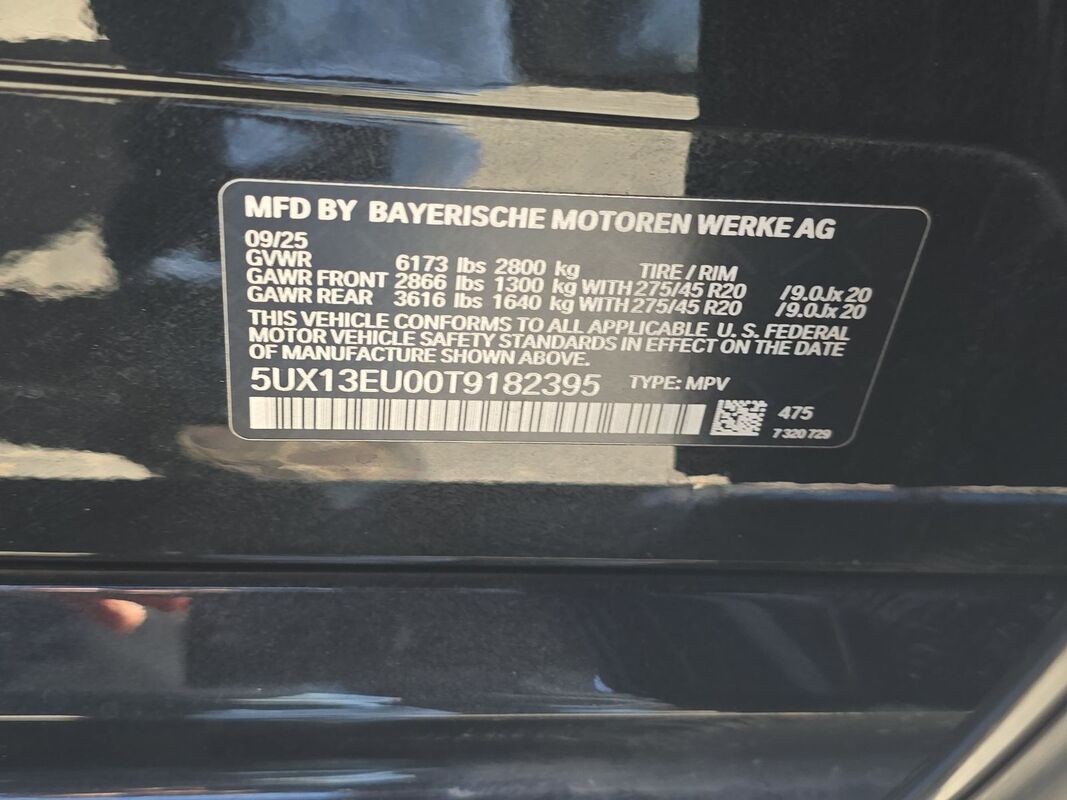 MFD BY BAYERISCHE MOTOREN WERKE AG
09/25
GVWR 6173 lbs 2800 kg TIRE / RIM
GAWR FRONT 2866 lbs 1300 kg WITH 275/45 R20 /9.0Jx20
GAWR REAR 3616 lbs 1640 kg WITH 275/45 R20 /9.0Jx20
THIS VEHICLE CONFORMS TO ALL APPLICABLE U.S. FEDERAL
MOTOR VEHICLE SAFETY STANDARDS IN EFFECT ON THE DATE
OF MANUFACTURE SHOWN ABOVE.
5UX13EU00T9182395 TYPE: MPV
475
7 320 729